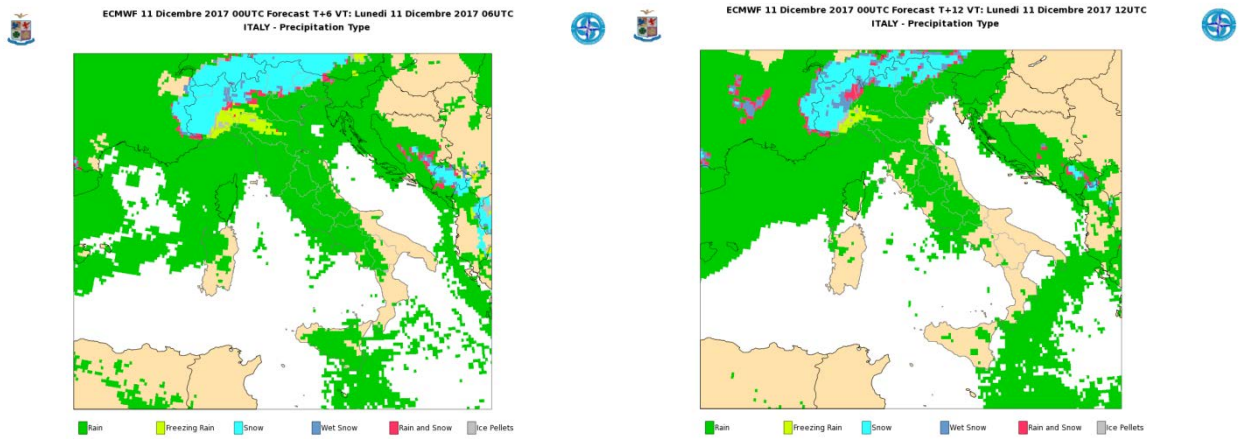 ECMWF 11 Dicembre 2017 00UTC Forecast T+6 VT: Lunedi 11 Dicembre 2017 06UTC
ITALY - Precipitation Type
Rain Freezing Rain Snow Wet Snow Rain and Snow Ice Pellets
ECMWF 11 Dicembre 2017 00UTC Forecast T+12 VT: Lunedi 11 Dicembre 2017 12UTC
ITALY - Precipitation Type
Rain Freezing Rain Snow Wet Snow Rain and Snow Ice Pellets